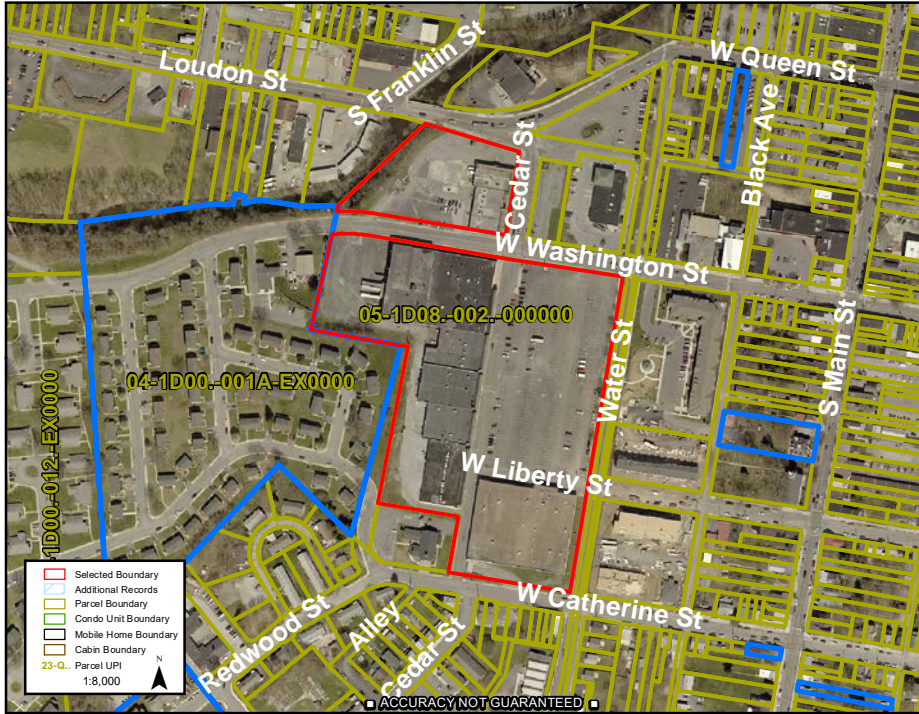 W Queen St
Loudon St
S Franklin St
Black Ave
Cedar St
W Washington St
05-1D08.-002.-000000
S Main St
Water St
04-1D00.-001A-EX0000
1D00.-012.-EX0000
W Liberty St
W Catherine St
Redwood St
Alley
Cedar St
Selected Boundary
Additional Records
Parcel Boundary
Condo Unit Boundary
Mobile Home Boundary
Cabin Boundary
23-Q.. Parcel UPI
1:8,000
N
ACCURACY NOT GUARANTEED